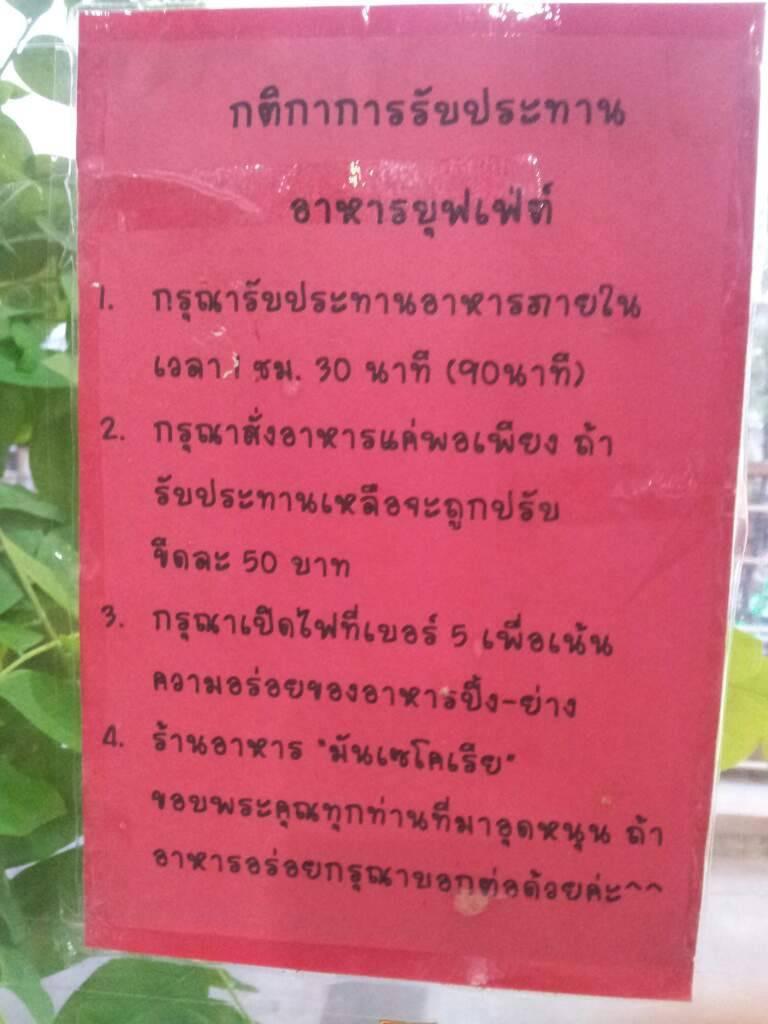 กติกาการรับประทาน
อาหารบุฟเฟ่ต์
1. กรุณารับประทานอาหารภายใน
เวลา 1 ชม. 30 นาที (90นาที)
2. กรุณาสั่งอาหารแค่พอเพียง ถ้า
รับประทานเหลือจะถูกปรับ
ขีดละ 50 บาท
3. กรุณาเปิดไฟที่เบอร์ 5 เพื่อเน้น
ความอร่อยของอาหารปิ้ง-ย่าง
4. ร้านอาหาร "มันเซโคเรีย"
ขอบพระคุณทุกท่านที่มาอุดหนุน ถ้า
อาหารอร่อยกรุณาบอกต่อด้วยค่ะ^^